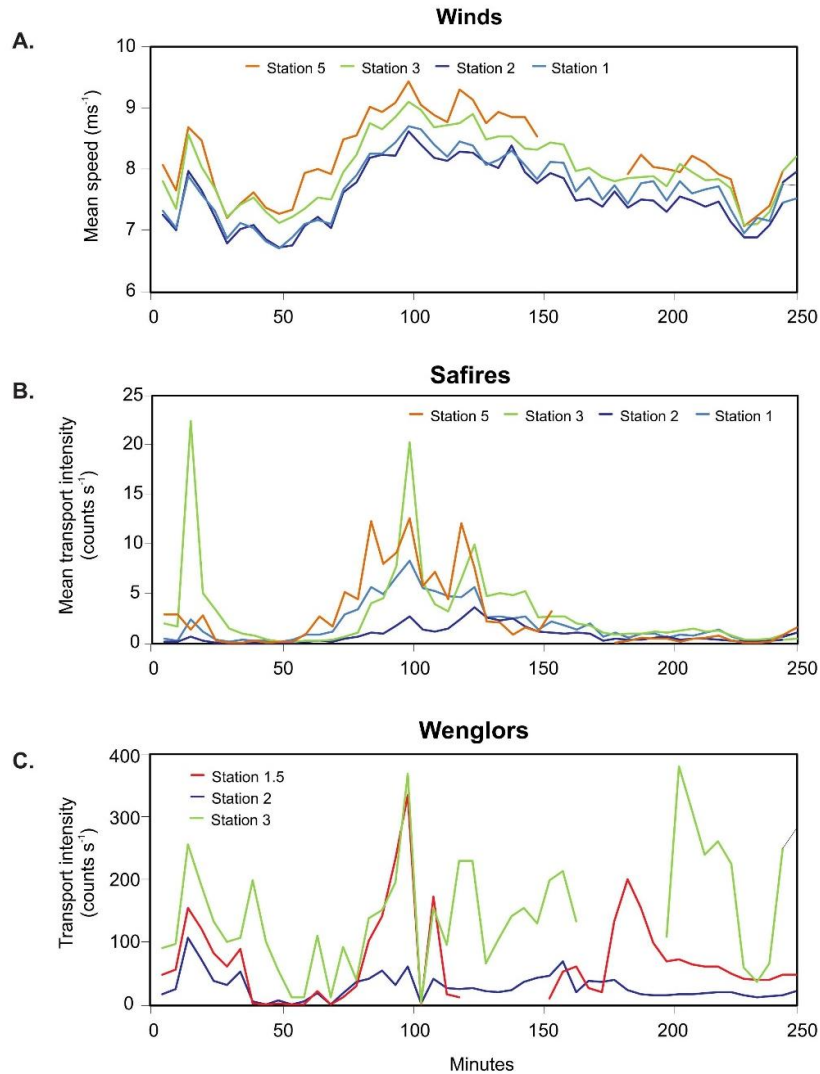 Winds
A.
Mean speed (ms⁻¹)
10
9
8
7
6
Station 5 Station 3 Station 2 Station 1
0 50 100 150 200 250
Safires
B.
Mean transport intensity
(counts s⁻¹)
25
20
15
10
5
0
Station 5 Station 3 Station 2 Station 1
0 50 100 150 200 250
Wenglors
C.
Transport intensity
(counts s⁻¹)
400
300
200
100
0
Station 1.5
Station 2
Station 3
0 50 100 150 200 250
Minutes